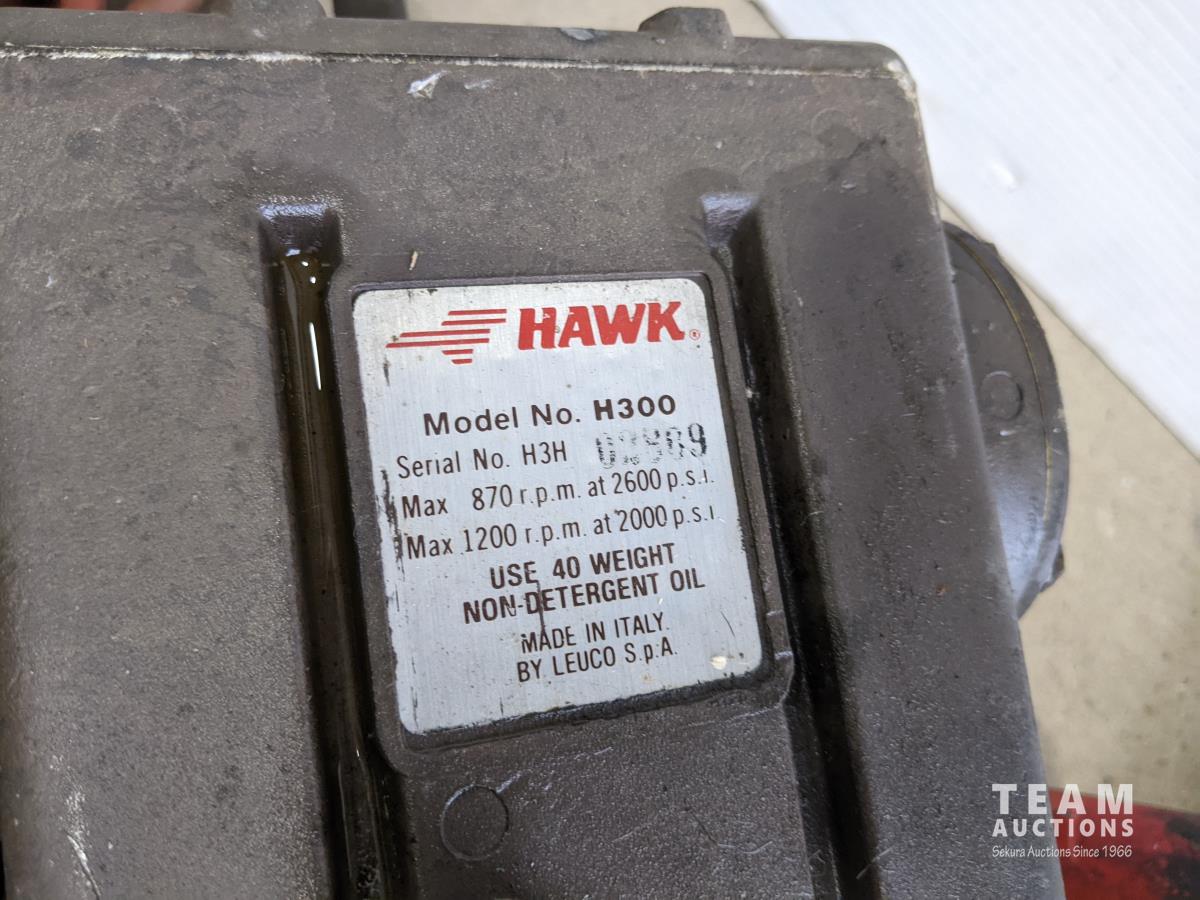 HAWK®
Model No. H300
Serial No. H3H
Max 870 r.p.m. at 2600 p.s.i.
Max 1200 r.p.m. at 2000 p.s.i
USE 40 WEIGHT
NON-DETERGENT OIL
MADE IN ITALY.
BY LEUCO S.p.A.
TEAM
AUCTIONS
Sekura Auctions Since 1966